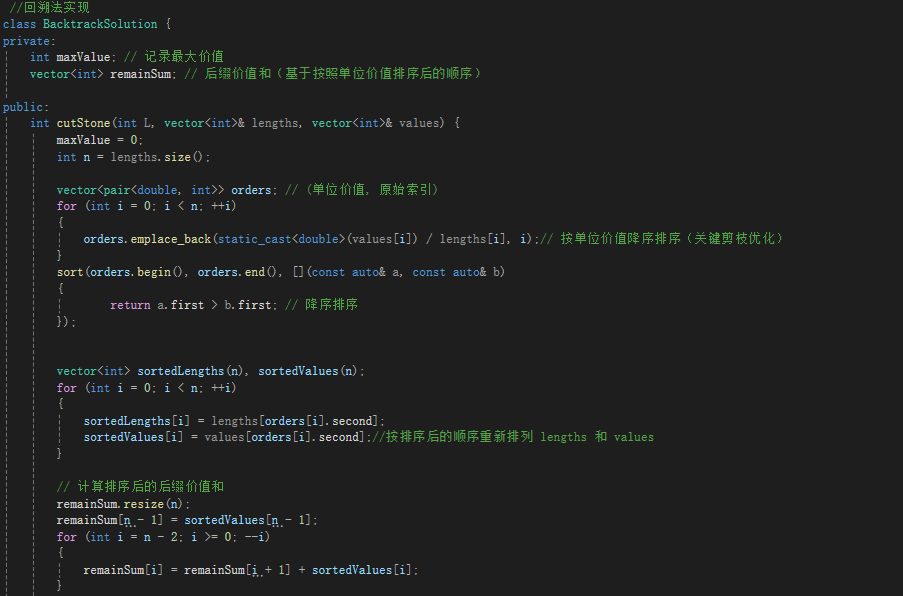 //回溯法实现
class BacktrackSolution {
private:
int maxValue; // 记录最大价值
vector<int> remainSum; // 后缀价值和（基于按照单位价值排序后的顺序）
public:
int cutStone(int L, vector<int>& lengths, vector<int>& values) {
maxValue = 0;
int n = lengths.size();
vector<pair<double, int>> orders; // (单位价值, 原始索引)
for (int i = 0; i < n; ++i)
{
orders.emplace_back(static_cast<double>(values[i]) / lengths[i], i);// 按单位价值降序排序（关键剪枝优化）
}
sort(orders.begin(), orders.end(), [](const auto& a, const auto& b)
{
return a.first > b.first; // 降序排序
});
vector<int> sortedLengths(n), sortedValues(n);
for (int i = 0; i < n; ++i)
{
sortedLengths[i] = lengths[orders[i].second];
sortedValues[i] = values[orders[i].second];//按排序后的顺序重新排列 lengths 和 values
}
// 计算排序后的后缀价值和
remainSum.resize(n);
remainSum[n - 1] = sortedValues[n - 1];
for (int i = n - 2; i >= 0; --i)
{
remainSum[i] = remainSum[i + 1] + sortedValues[i];
}